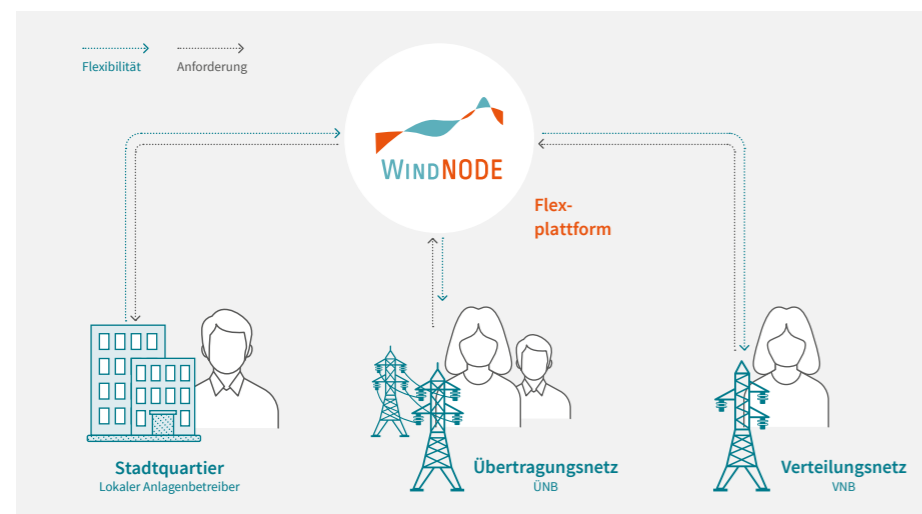 Flexibilität
Anforderung
WINDNODE
Flex-
plattform
Stadtquartier
Lokaler Anlagenbetreiber
Übertragungsnetz
ÜNB
Verteilungsnetz
VNB